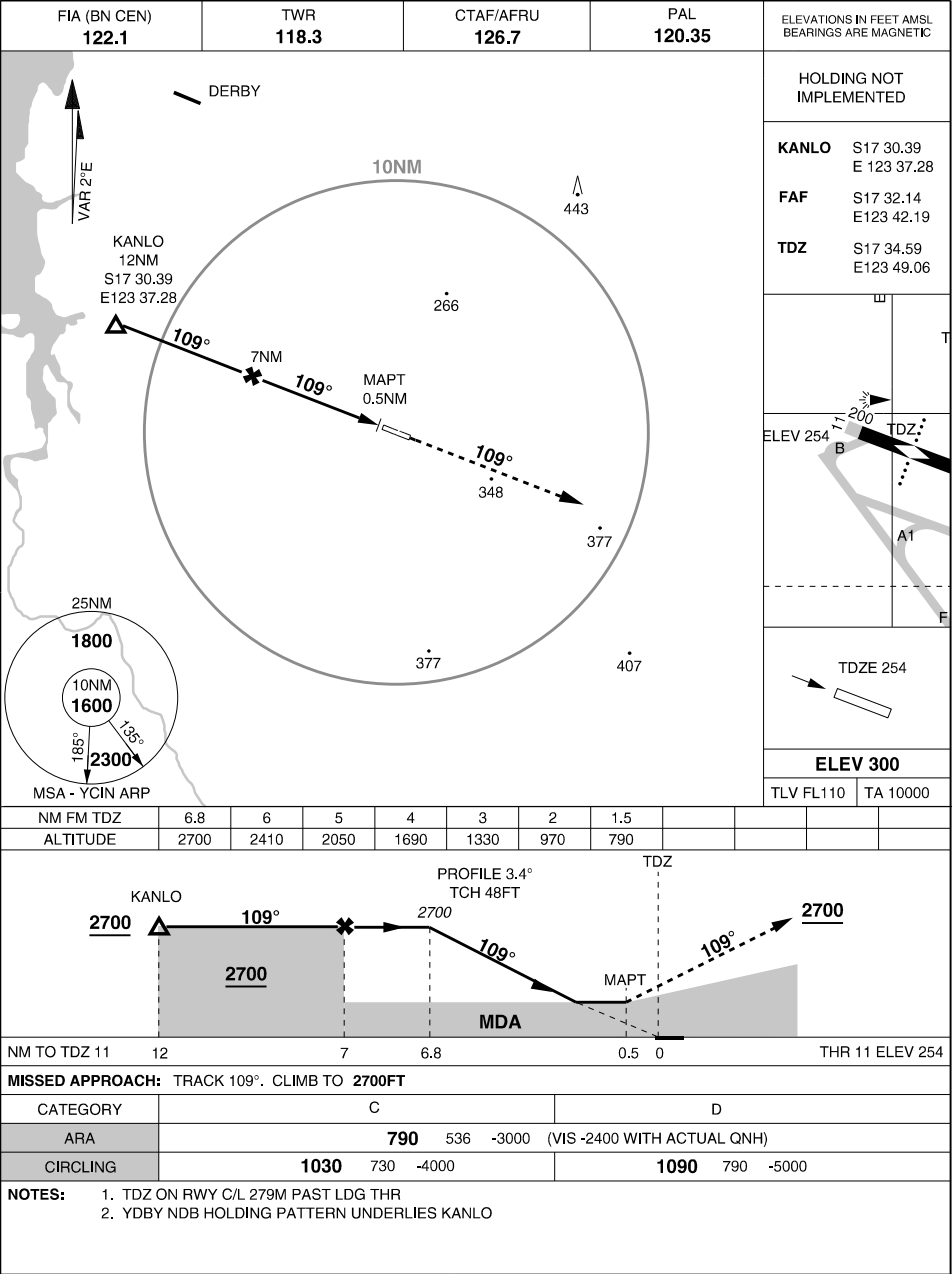 FIA (BN CEN)
122.1
TWR
118.3
CTAF/AFRU
126.7
PAL
120.35
ELEVATIONS IN FEET AMSL
BEARINGS ARE MAGNETIC
HOLDING NOT
IMPLEMENTED
KANLO S17 30.39
E 123 37.28
FAF S17 32.14
E123 42.19
TDZ S17 34.59
E123 49.06
DERBY
VAR 2°E
10NM
443
KANLO
12NM
S17 30.39
E123 37.28
266
109°
7NM
109°
MAPT
0.5NM
109°
348
377
377
407
25NM
1800
10NM
1600
185°
135°
2300
MSA - YCIN ARP
E
T
200
11
TDZ
ELEV 254
B
A1
F
TDZE 254
ELEV 300
TLV FL110 TA 10000
NM FM TDZ 6.8 6 5 4 3 2 1.5
ALTITUDE 2700 2410 2050 1690 1330 970 790
TDZ
PROFILE 3.4°
TCH 48FT
KANLO
2700 109° 2700 2700
109°
109°
2700
MAPT
MDA
NM TO TDZ 11 12 7 6.8 0.5 0 THR 11 ELEV 254
MISSED APPROACH: TRACK 109°. CLIMB TO 2700FT
CATEGORY C D
ARA 790 536 -3000 (VIS -2400 WITH ACTUAL QNH)
CIRCLING 1030 730 -4000 1090 790 -5000
NOTES: 1. TDZ ON RWY C/L 279M PAST LDG THR
2. YDBY NDB HOLDING PATTERN UNDERLIES KANLO